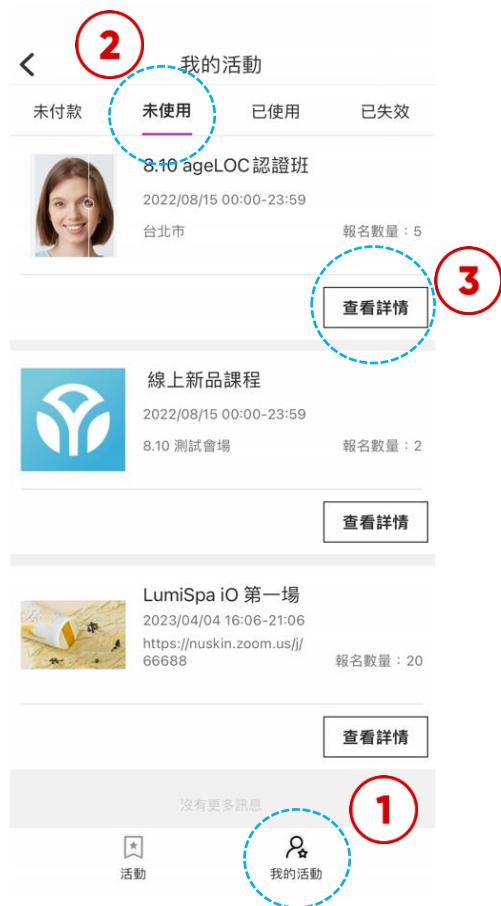 2
我的活動
未付款 未使用 已使用 已失效
8.10 ageLOC 認證班
2022/08/15 00:00-23:59
台北市 報名數量：5
3
查看詳情
線上新品課程
2022/08/15 00:00-23:59
8.10 測試會場 報名數量：2
查看詳情
LumiSpa iO 第一場
2023/04/04 16:06-21:06
https://nuskin.zoom.us/j/
66688 報名數量：20
查看詳情
沒有更多訊息
1
活動 我的活動